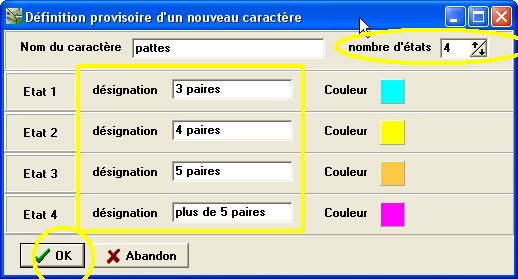 Définition provisoire d'un nouveau caractère
Nom du caractère pattes nombre d'états 4
Etat 1 désignation 3 paires Couleur
Etat 2 désignation 4 paires Couleur
Etat 3 désignation 5 paires Couleur
Etat 4 désignation plus de 5 paires Couleur
OK Abandon